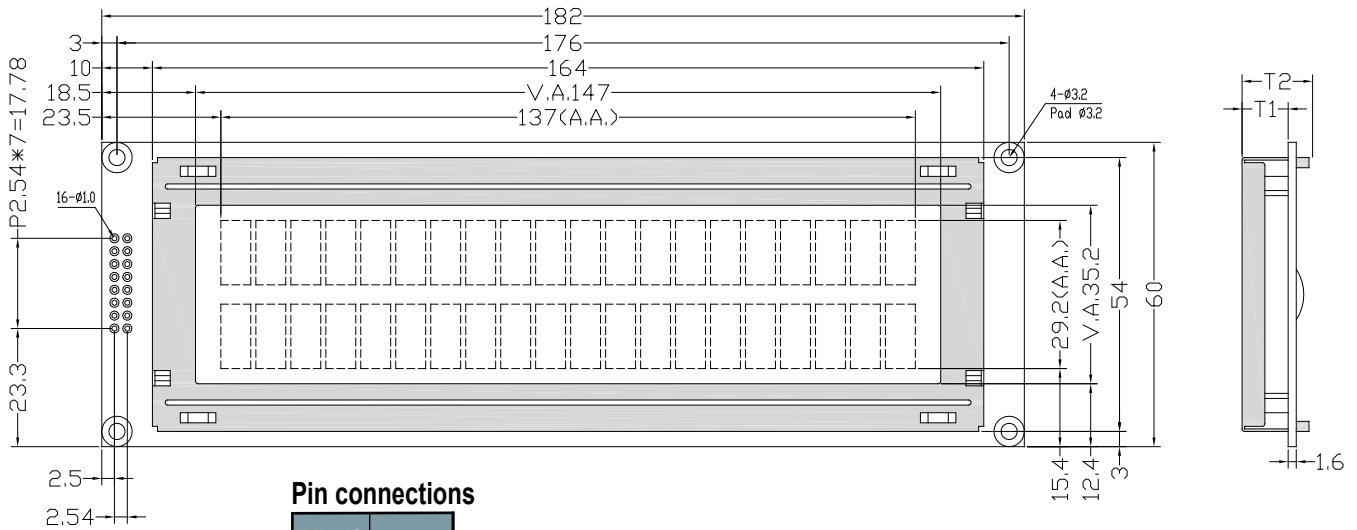 182
3 176
10 164
18.5 V.A.147
23.5 137(A.A.)
4-ø3.2
Pad ø3.2
T2
T1
P2.54*7=17.78
16-ø1.0
29.2(A.A.)
V.A.35.2
54
60
23.3
15.4
12.4
3
1.6
2.5
2.54
Pin connections